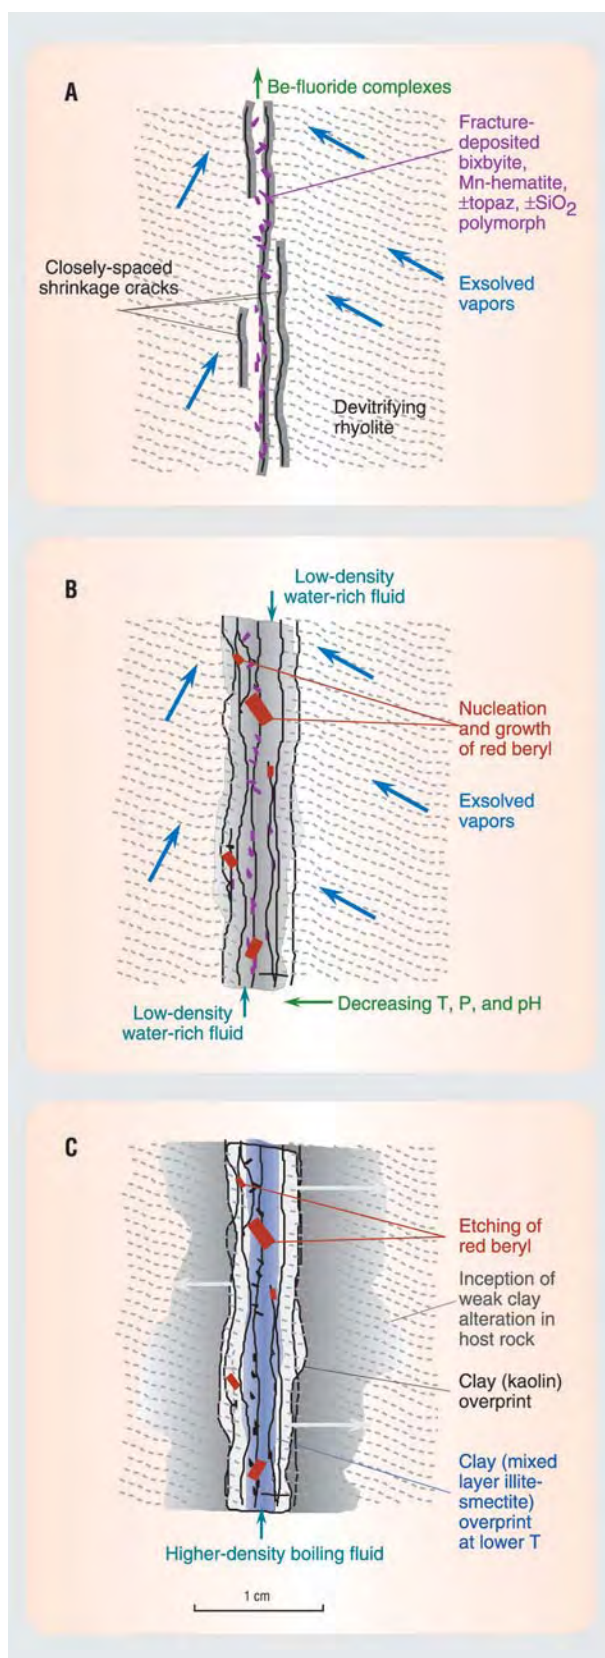 A
Be-fluoride complexes
Fracture-
deposited
bixbyite,
Mn-hematite,
±topaz, ±SiO2
polymorph
Closely-spaced
shrinkage cracks
Exsolved
vapors
Devitrifying
rhyolite
B
Low-density
water-rich fluid
Nucleation
and growth
of red beryl
Exsolved
vapors
Decreasing T, P, and pH
Low-density
water-rich fluid
C
Etching of
red beryl
Inception of
weak clay
alteration in
host rock
Clay (kaolin)
overprint
Clay (mixed
layer illite-
smectite)
overprint
at lower T
Higher-density boiling fluid
1 cm